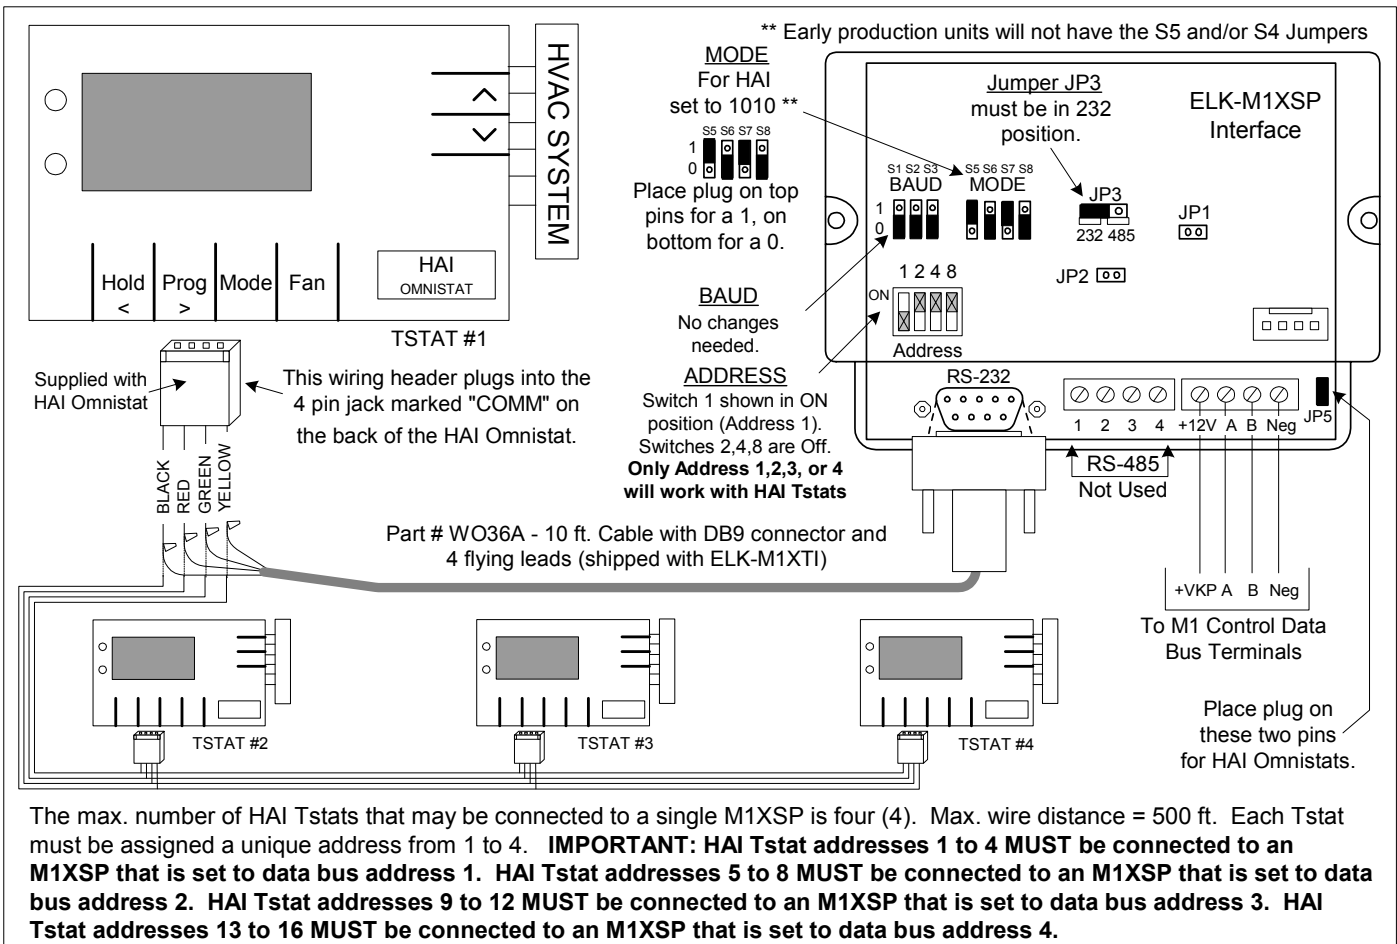 ** Early production units will not have the S5 and/or S4 Jumpers
HVAC SYSTEM
Hold
<
Prog
>
Mode
Fan
HAI
OMNISTAT
TSTAT #1
MODE
For HAI
set to 1010 **
S5 S6 S7 S8
1
0
Place plug on top
pins for a 1, on
bottom for a 0.
Jumper JP3
must be in 232
position.
ELK-M1XSP
Interface
S1 S2 S3
BAUD
1
0
S5 S6 S7 S8
MODE
JP3
232 485
JP1
JP2
1 2 4 8
ON
Address
BAUD
No changes
needed.
ADDRESS
Switch 1 shown in ON
position (Address 1).
Switches 2,4,8 are Off.
Only Address 1,2,3, or 4
will work with HAI Tstats
RS-232
1 2 3 4
+12V A B Neg
JP5
RS-485
Not Used
Supplied with
HAI Omnistat
This wiring header plugs into the
4 pin jack marked "COMM" on
the back of the HAI Omnistat.
BLACK
RED
GREEN
YELLOW
Part # WO36A - 10 ft. Cable with DB9 connector and
4 flying leads (shipped with ELK-M1XTI)
+VKP A B Neg
To M1 Control Data
Bus Terminals
Place plug on
these two pins
for HAI Omnistats.
TSTAT #2
TSTAT #3
TSTAT #4
The max. number of HAI Tstats that may be connected to a single M1XSP is four (4). Max. wire distance = 500 ft. Each Tstat
must be assigned a unique address from 1 to 4. IMPORTANT: HAI Tstat addresses 1 to 4 MUST be connected to an
M1XSP that is set to data bus address 1. HAI Tstat addresses 5 to 8 MUST be connected to an M1XSP that is set to data
bus address 2. HAI Tstat addresses 9 to 12 MUST be connected to an M1XSP that is set to data bus address 3. HAI
Tstat addresses 13 to 16 MUST be connected to an M1XSP that is set to data bus address 4.